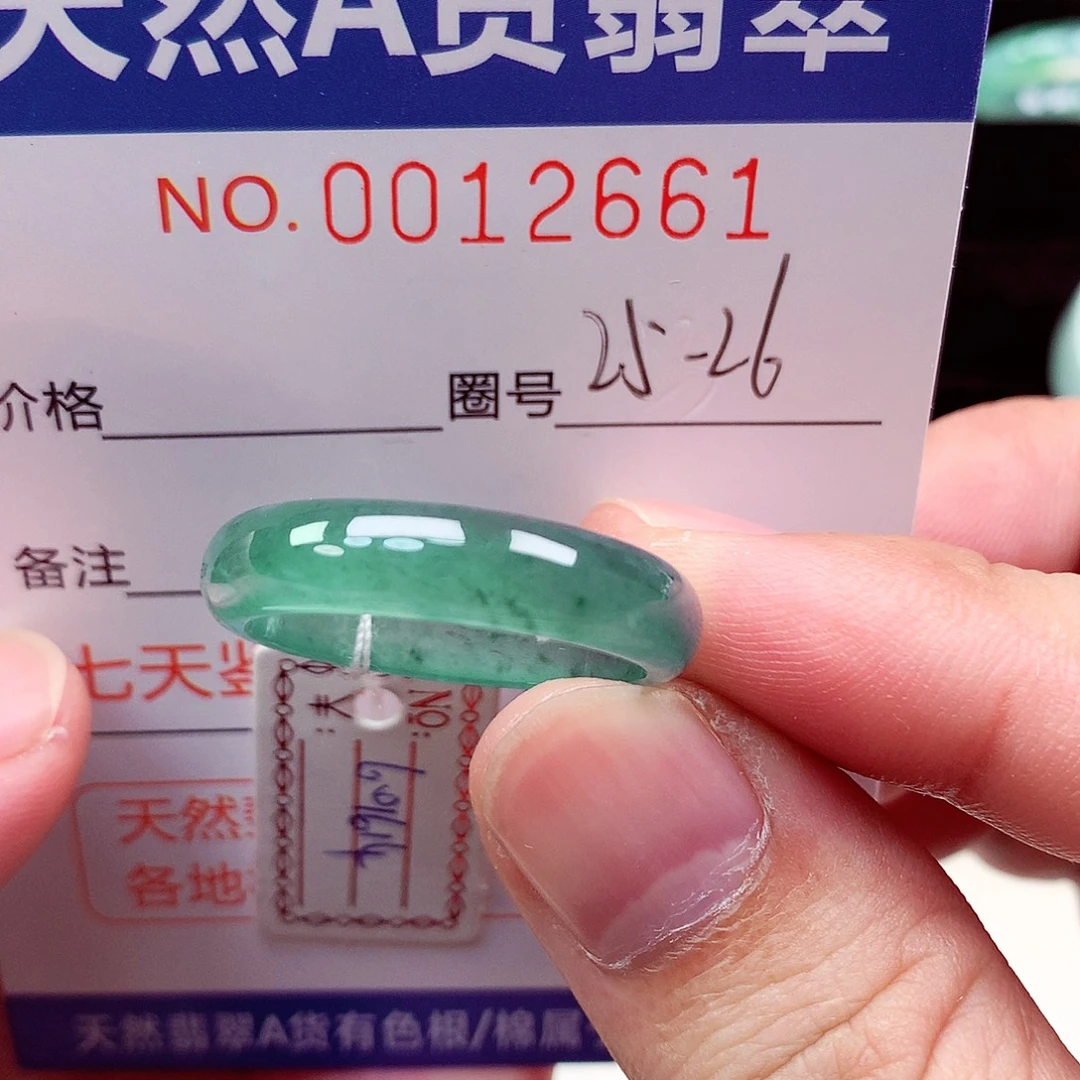 天然A货翡翠
NO.0012661
价格 圈号 25-26
备注
七天鉴
天然
各地
NO:
天然翡翠A货有色根/棉属